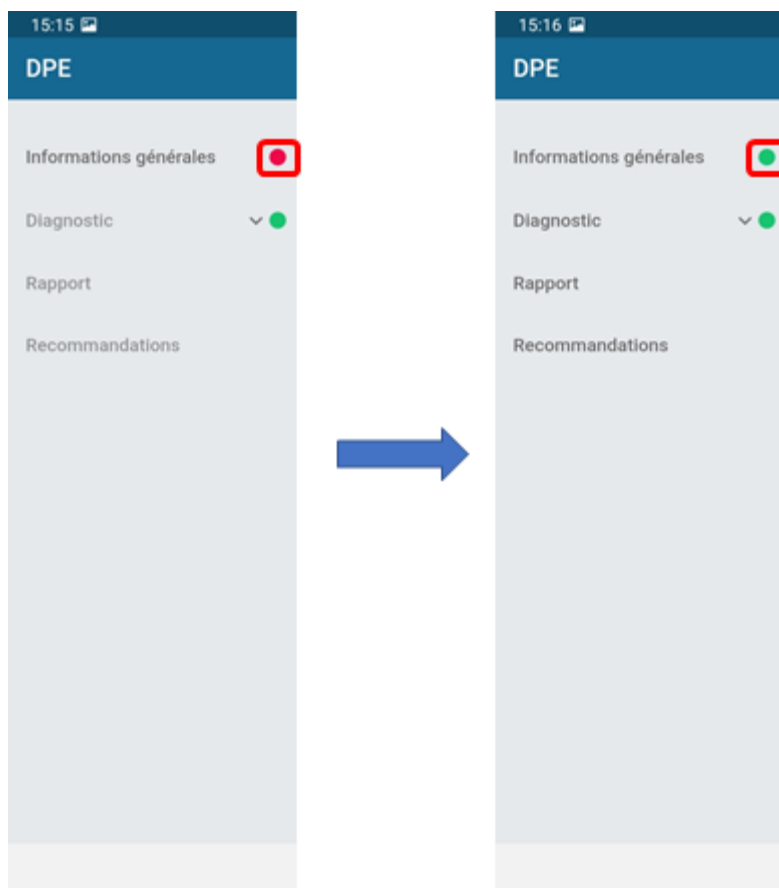 15:15
DPE
Informations générales
Diagnostic
Rapport
Recommandations
15:16
DPE
Informations générales
Diagnostic
Rapport
Recommandations